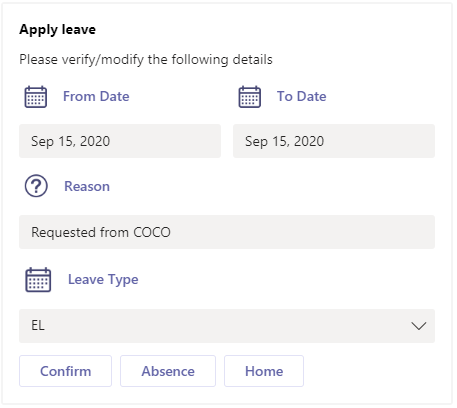 Apply leave
Please verify/modify the following details
From Date To Date
Sep 15, 2020 Sep 15, 2020
Reason
Requested from COCO
Leave Type
EL
Confirm Absence Home